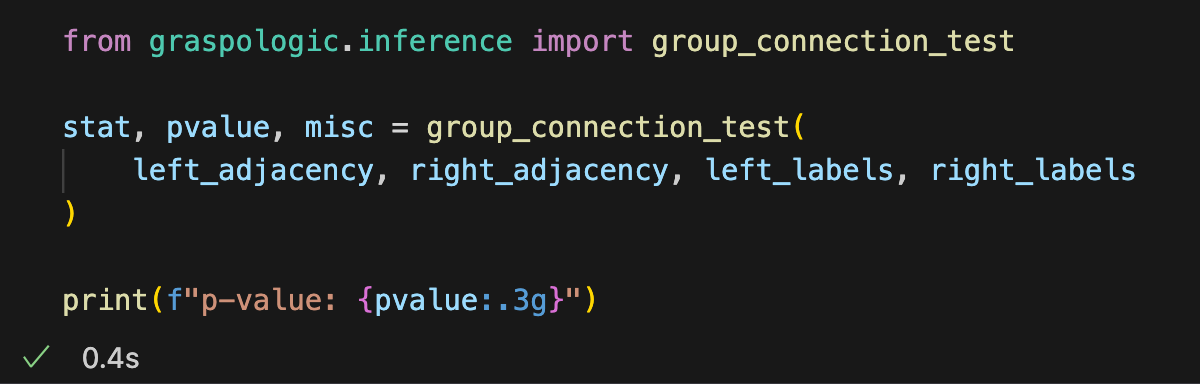 from graspologic.inference import group_connection_test
stat, pvalue, misc = group_connection_test(
left_adjacency, right_adjacency, left_labels, right_labels
)
print(f"p-value: {pvalue:.3g}")
0.4s